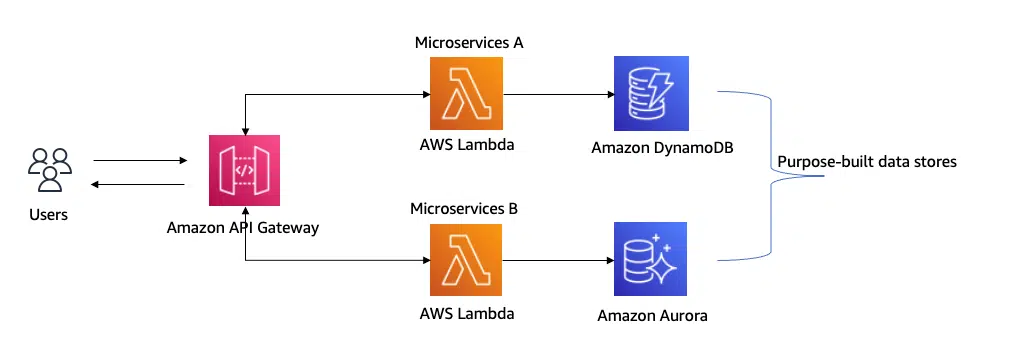 Microservices A
AWS Lambda
Amazon DynamoDB
Purpose-built data stores
Users
Amazon API Gateway
Microservices B
AWS Lambda
Amazon Aurora